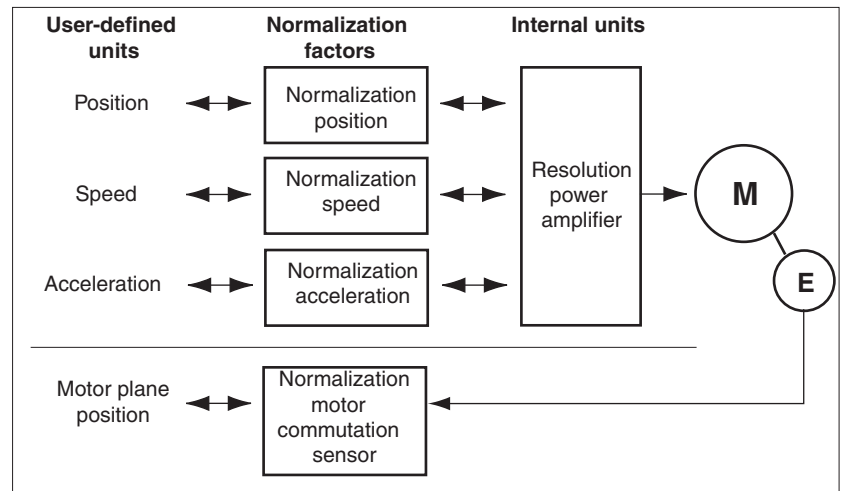 User-defined
units
Normalization
factors
Internal units
Position
Normalization
position
Speed
Normalization
speed
Acceleration
Normalization
acceleration
Resolution
power
amplifier
M
E
Motor plane
position
Normalization
motor
commutation
sensor